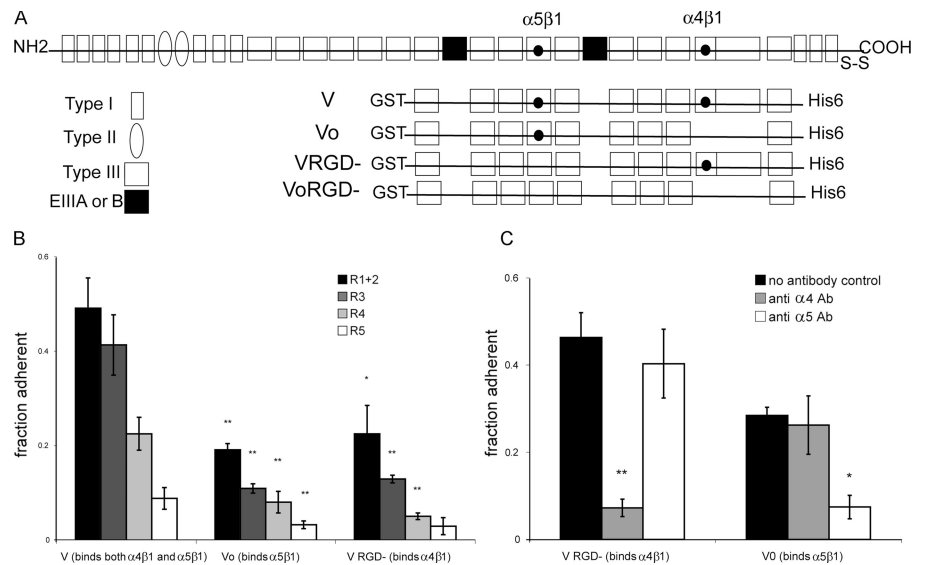 A
α5β1
α4β1
NH2
COOH
S-S
Type I
Type II
Type III
EIIIA or B
V GST His6
Vo GST His6
VRGD- GST His6
VoRGD- GST His6
B
fraction adherent
0.6
0.4
0.2
0
R1+2
R3
R4
R5
** ** ** **
* ** **
V (binds both α4β1 and α5β1)
Vo (binds α5β1)
V RGD- (binds α4β1)
C
fraction adherent
0.6
0.4
0.2
0
no antibody control
anti α4 Ab
anti α5 Ab
**
*
V RGD- (binds α4β1)
V0 (binds α5β1)